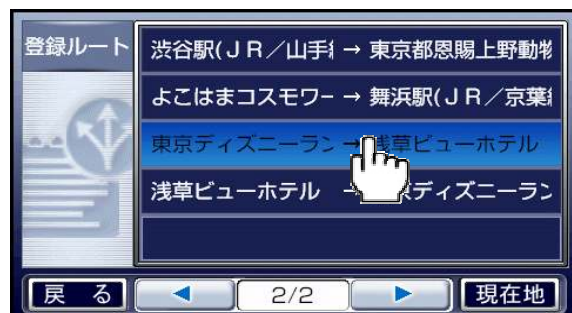 登録ルート
渋谷駅(JR／山手 → 東京都恩賜上野動物
よこはまコスモワー → 舞浜駅(JR／京葉
東京ディズニーラン → 浅草ビューホテル
浅草ビューホテル → ディズニーラン
戻る ◀ 2/2 ▶ 現在地